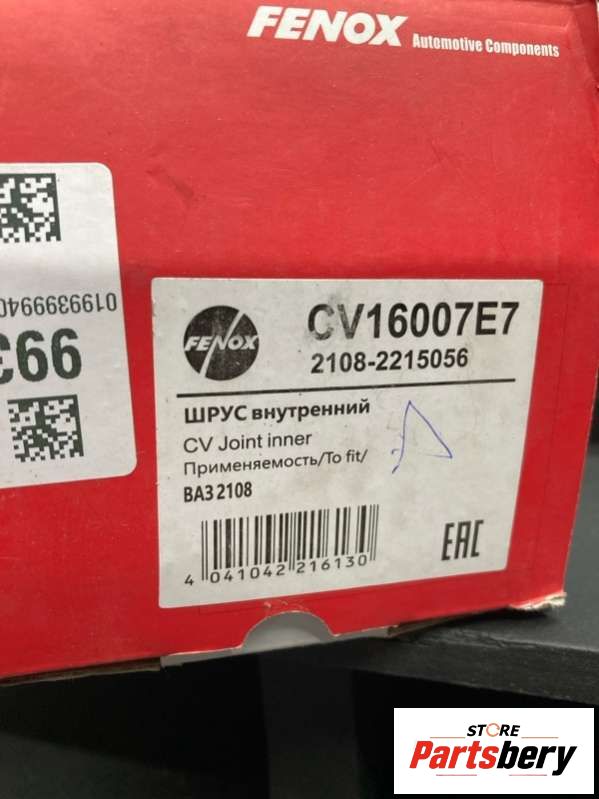 FENOX Automotive Components
0199399940
993
FENOX
CV16007E7
2108-2215056
ШРУС внутренний
CV Joint inner
Применяемость/To fit/
ВАЗ 2108
4 041042 216130
EAC
STORE
Partsbery